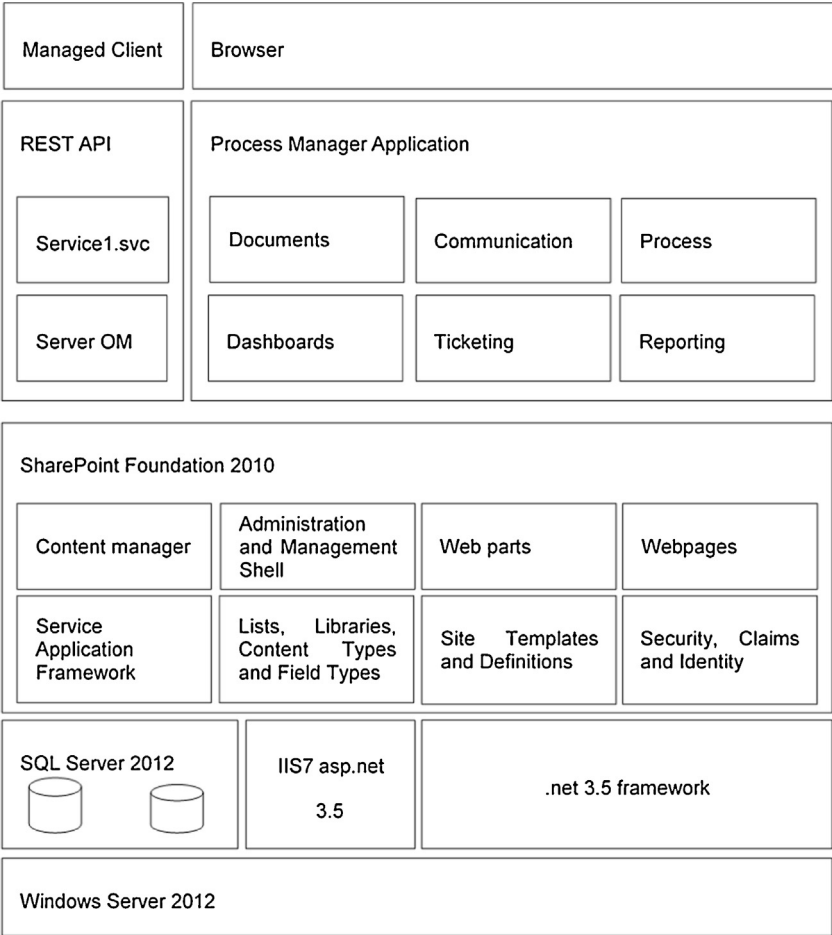 Managed Client
Browser
REST API
Process Manager Application
Service1.svc
Documents
Communication
Process
Server OM
Dashboards
Ticketing
Reporting
SharePoint Foundation 2010
Content manager
Administration
and Management
Shell
Web parts
Webpages
Service
Application
Framework
Lists, Libraries,
Content Types
and Field Types
Site Templates
and Definitions
Security, Claims
and Identity
SQL Server 2012
IIS7 asp.net
3.5
.net 3.5 framework
Windows Server 2012